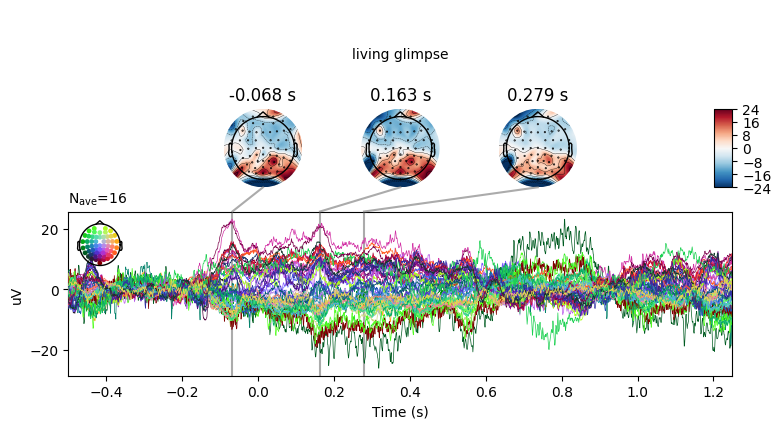 living glimpse
-0.068 s 0.163 s 0.279 s
24
16
8
0
−8
−16
−24
Nave=16
20
0
−20
uV
−0.4 −0.2 0.0 0.2 0.4 0.6 0.8 1.0 1.2
Time (s)